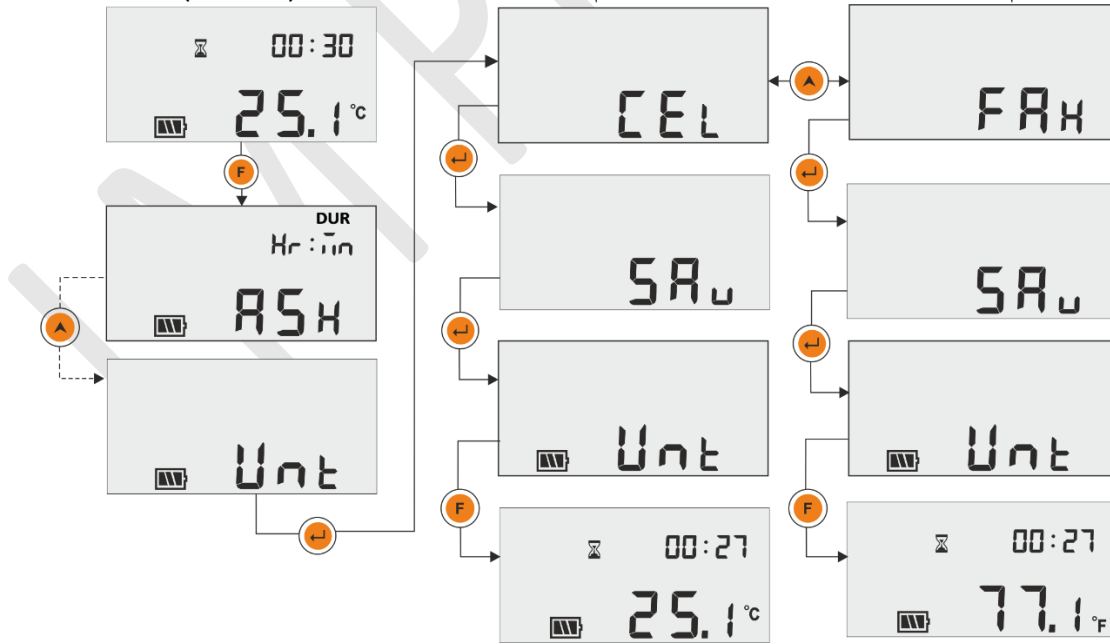 00:30
25.1 °C
F
DUR
Hr:min
ASH
Unt
CEL
SAu
Unt
F
00:27
25.1 °C
FAH
SAu
Unt
F
00:27
77.1 °F